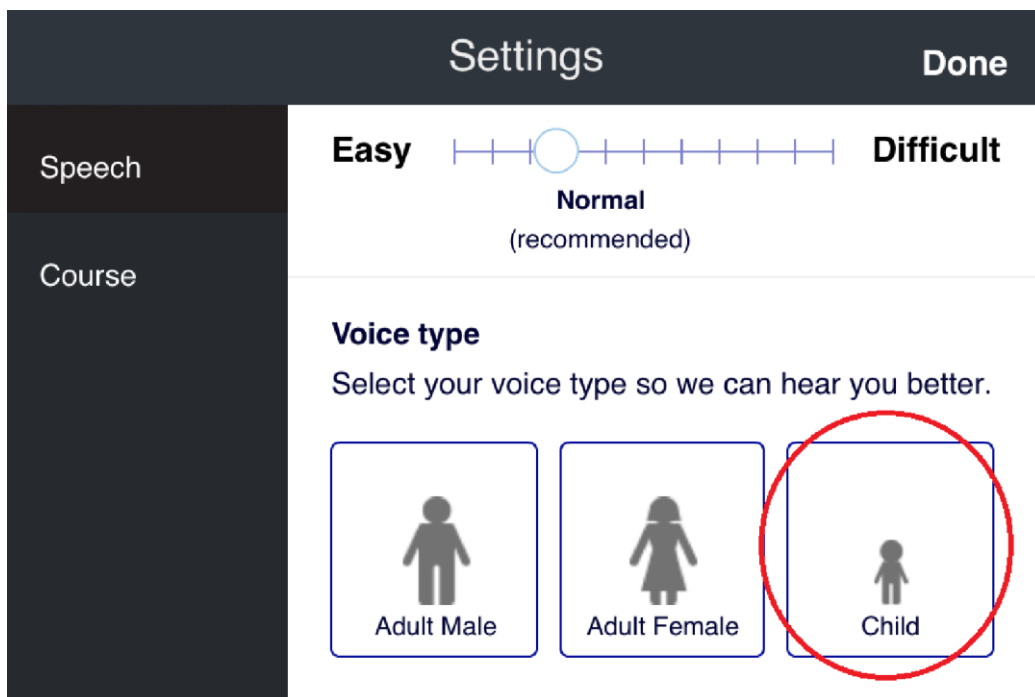 Settings
Done
Speech
Course
Easy
Difficult
Normal
(recommended)
Voice type
Select your voice type so we can hear you better.
Adult Male
Adult Female
Child